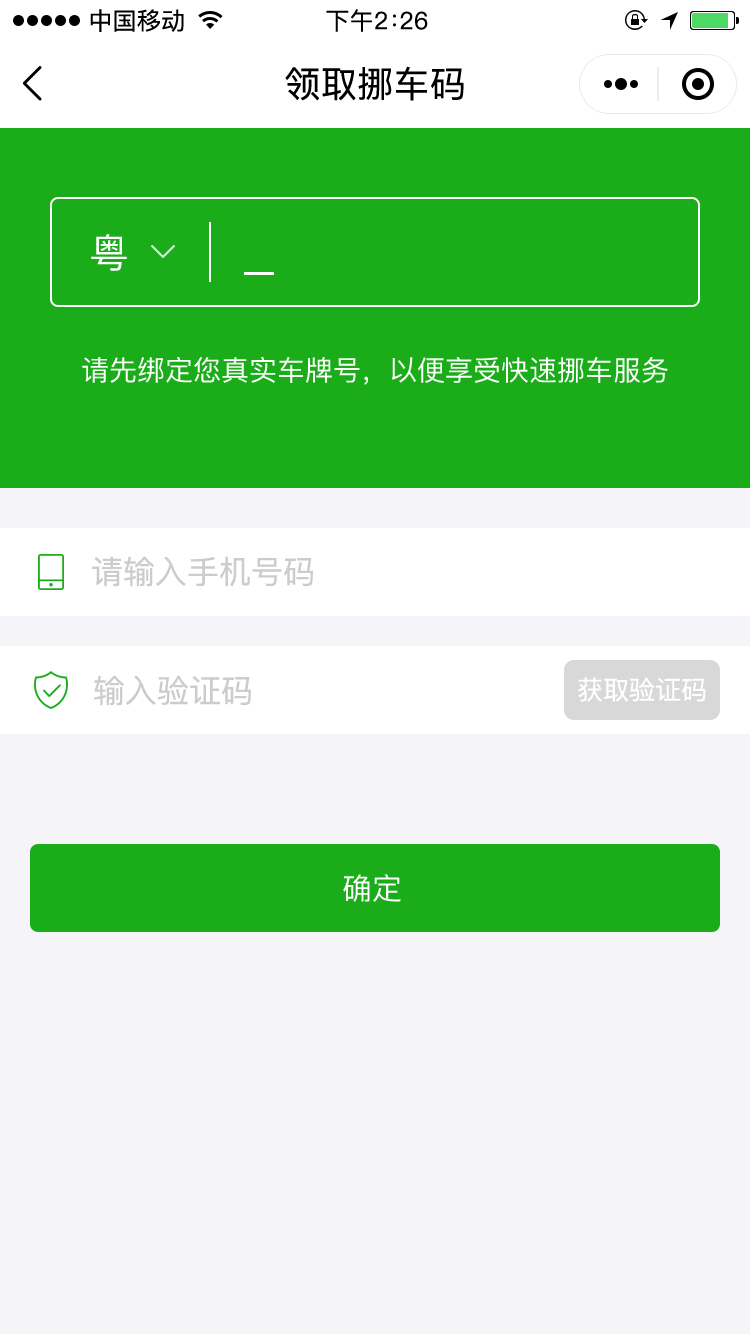 中国移动 下午2:26
领取挪车码
粤
请先绑定您真实车牌号，以便享受快速挪车服务
请输入手机号码
输入验证码 获取验证码
确定